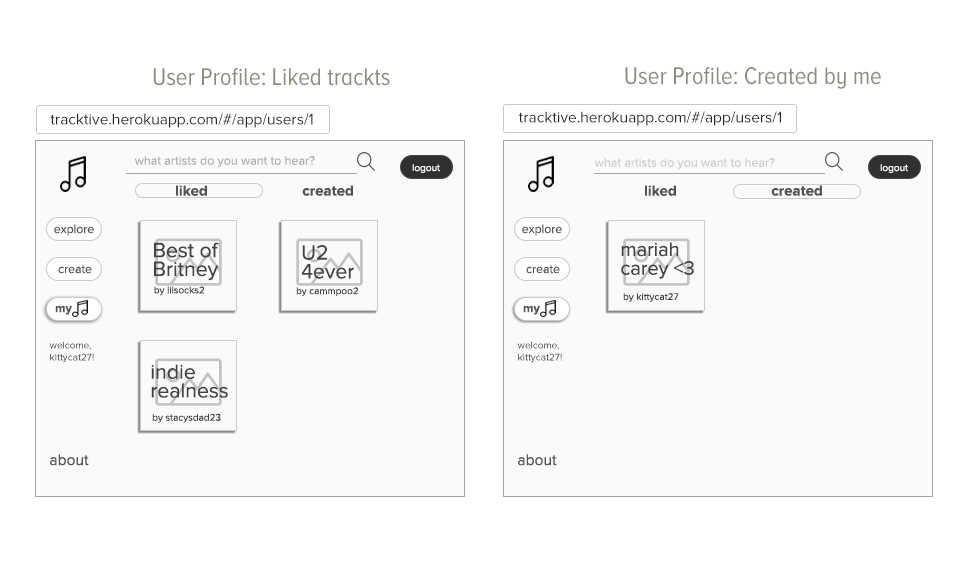 User Profile: Liked trackts
tracktive.herokuapp.com/#/app/users/1
what artists do you want to hear?
logout
liked
created
explore
create
my
welcome,
kittycat27!
about
Best of
Britney
by lilsocks2
U2
4ever
by cammpoo2
indie
realness
by stacysdad23
User Profile: Created by me
tracktive.herokuapp.com/#/app/users/1
what artists do you want to hear?
logout
liked
created
explore
create
my
welcome,
kittycat27!
about
mariah
carey <3
by kittycat27